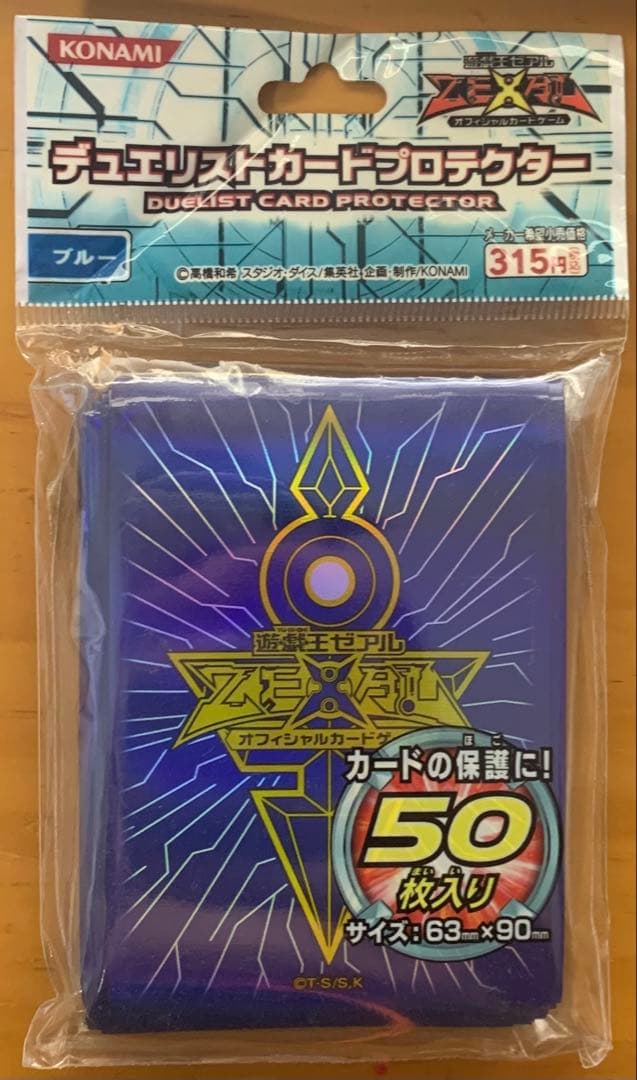 KONAMI
遊戯王ゼアル
ZEXAL
オフィシャルカードゲーム
デュエリストカードプロテクター
DUELIST CARD PROTECTOR
ブルー
メーカー希望小売価格
315円
©高橋和希 スタジオ・ダイス/集英社 企画・制作/KONAMI
遊戯王ゼアル
ZEXAL
オフィシャルカードゲ
カードの保護に!
ほご
50
まいい
枚入り
サイズ:63mm×90mm
©T·S/S,K